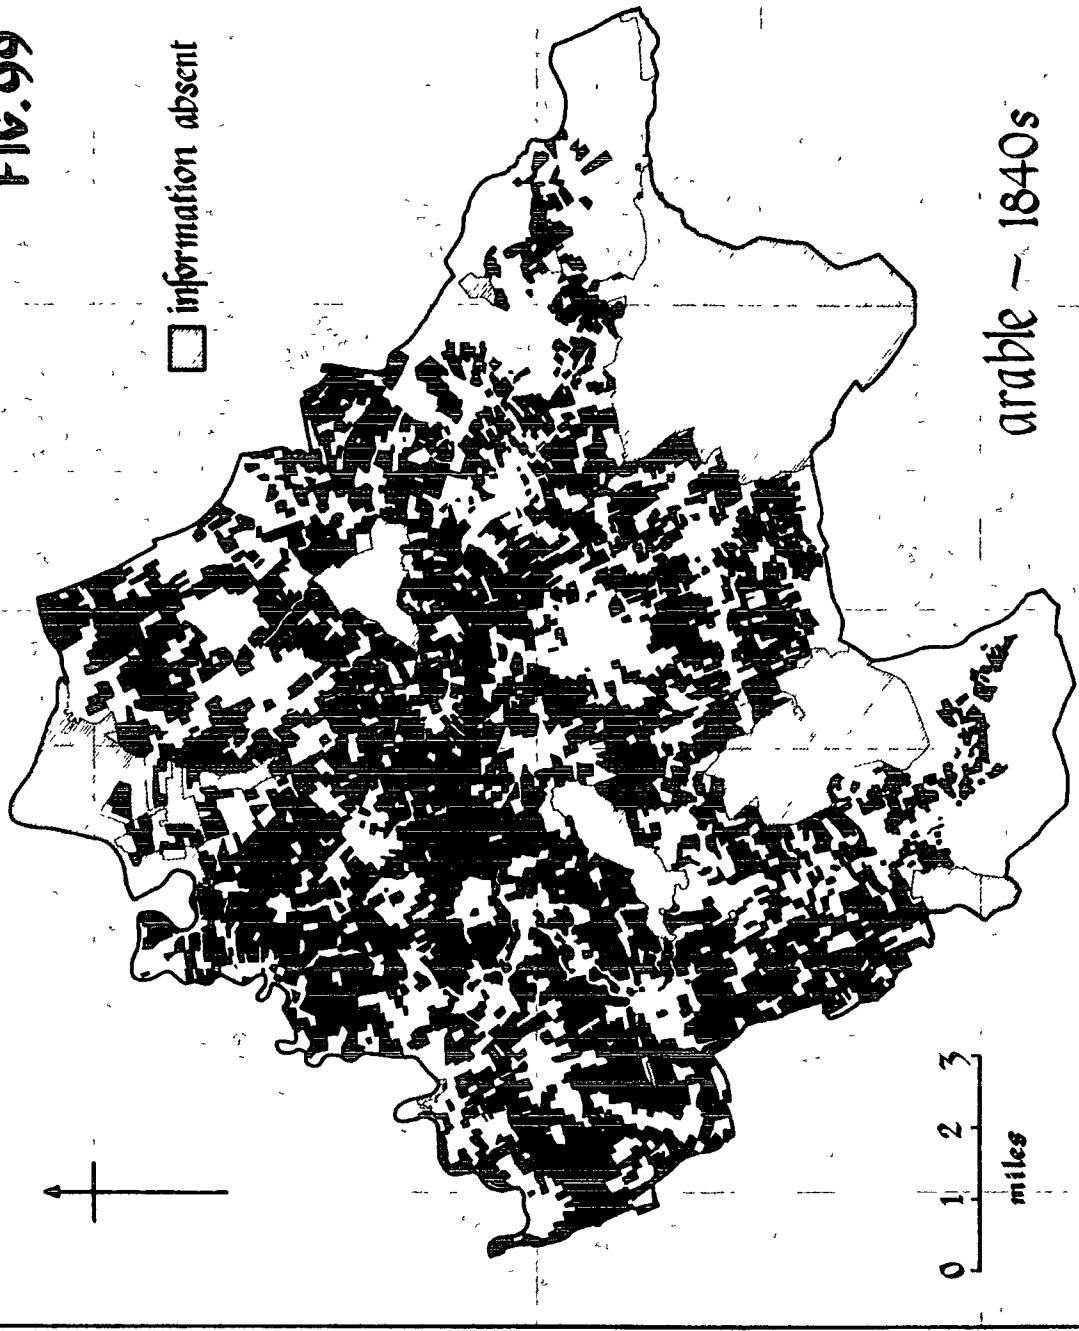 FIG. 99
information absent
arable – 1840s
0 1 2 3
miles